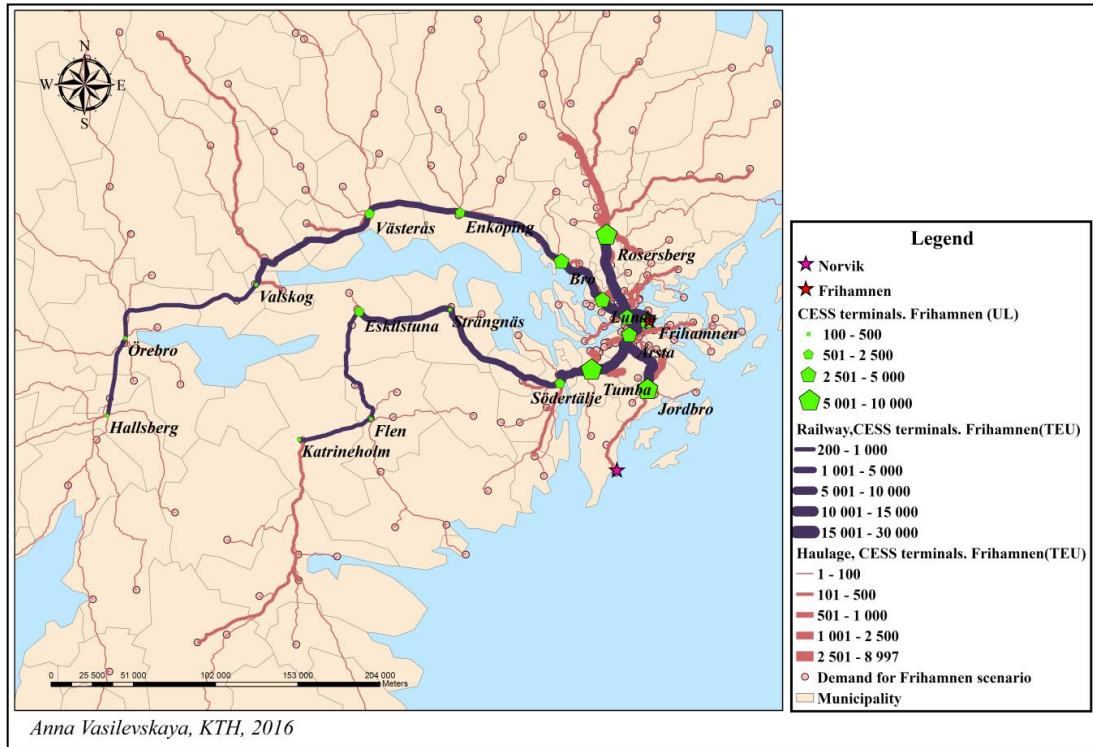 N
W E
S
Västerås
Enköping
Rosersberg
Bro
Valskog
Eskilstuna
Strängnäs
Lunda
Frihamnen
Årsta
Örebro
Södertälje
Tumba
Jordbro
Hallsberg
Flen
Katrineholm
0 25 500 51 000 102 000 153 000 204 000
Meters
Anna Vasilevskaya, KTH, 2016
Legend
Norvik
Frihamnen
CESS terminals. Frihamnen (UL)
100 - 500
501 - 2 500
2 501 - 5 000
5 001 - 10 000
Railway,CESS terminals. Frihamnen(TEU)
200 - 1 000
1 001 - 5 000
5 001 - 10 000
10 001 - 15 000
15 001 - 30 000
Haulage, CESS terminals. Frihamnen(TEU)
1 - 100
101 - 500
501 - 1 000
1 001 - 2 500
2 501 - 8 997
Demand for Frihamnen scenario
Municipality